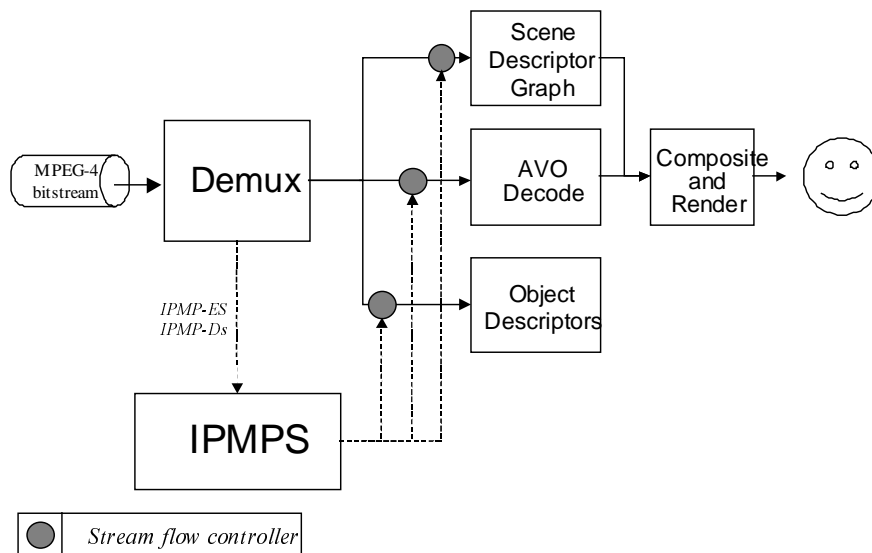 Scene
Descriptor
Graph
MPEG-4
bitstream
Demux
AVO
Decode
Composite
and
Render
IPMP-ES
IPMP-Ds
Object
Descriptors
IPMPS
Stream flow controller